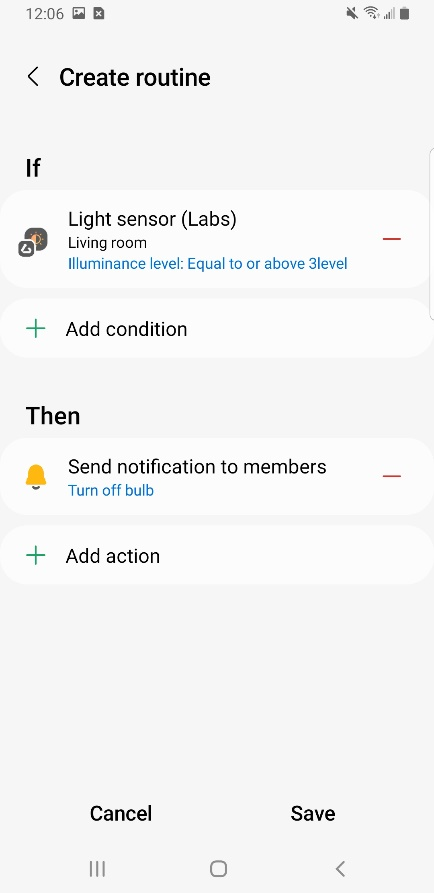 12:06
Create routine
If
Light sensor (Labs)
Living room
Illuminance level: Equal to or above 3level
Add condition
Then
Send notification to members
Turn off bulb
Add action
Cancel
Save